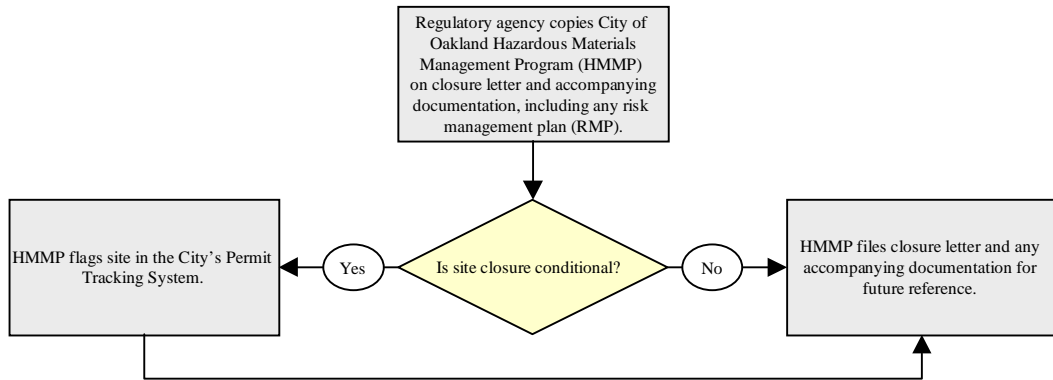 Regulatory agency copies City of
Oakland Hazardous Materials
Management Program (HMMP)
on closure letter and accompanying
documentation, including any risk
management plan (RMP).
HMMP flags site in the City's Permit
Tracking System.
Yes
Is site closure conditional?
No
HMMP files closure letter and any
accompanying documentation for
future reference.